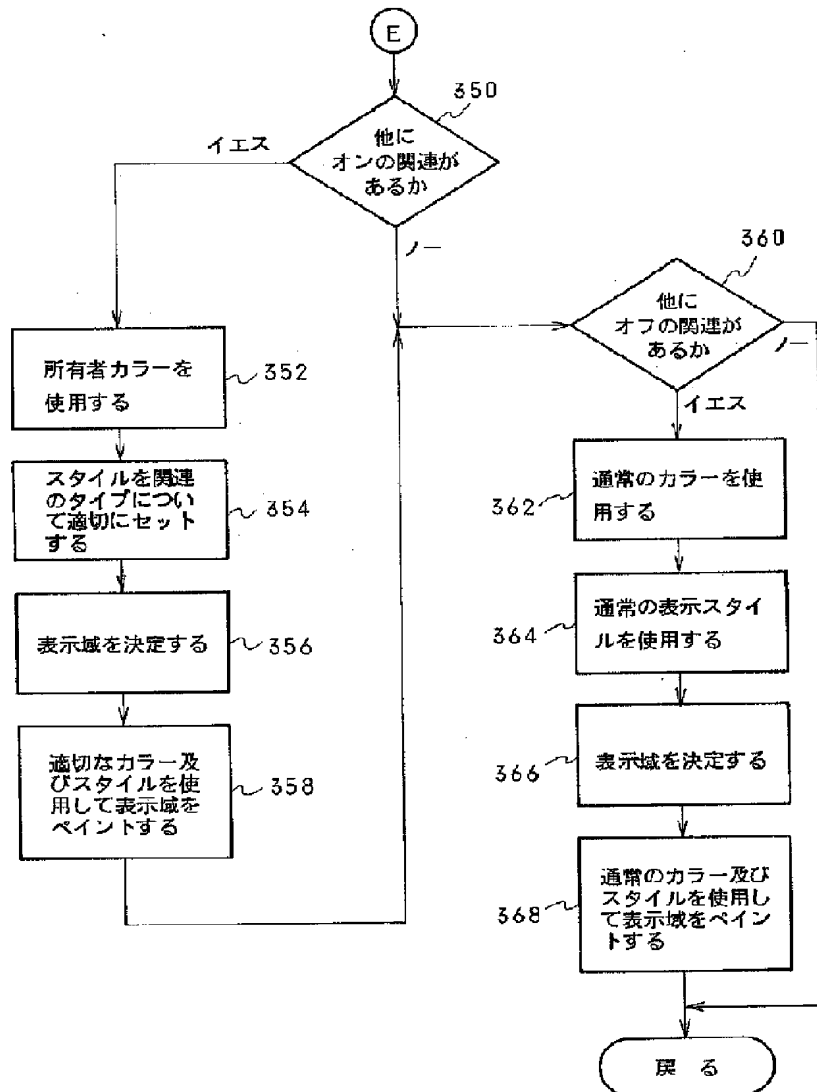 E
350
他に
オンの関連が
あるか
イエス
ノー
所有者カラーを
使用する
352
スタイルを関連
のタイプについ
て適切にセット
する
354
表示域を決定する
356
適切なカラー及
びスタイルを使
用して表示域を
ペイントする
358
360
他に
オフの関連が
あるか
ノー
イエス
通常のカラーを使
用する
362
通常の表示スタイ
ルを使用する
364
表示域を決定する
366
通常のカラー及び
スタイルを使用し
て表示域をペイン
トする
368
戻る